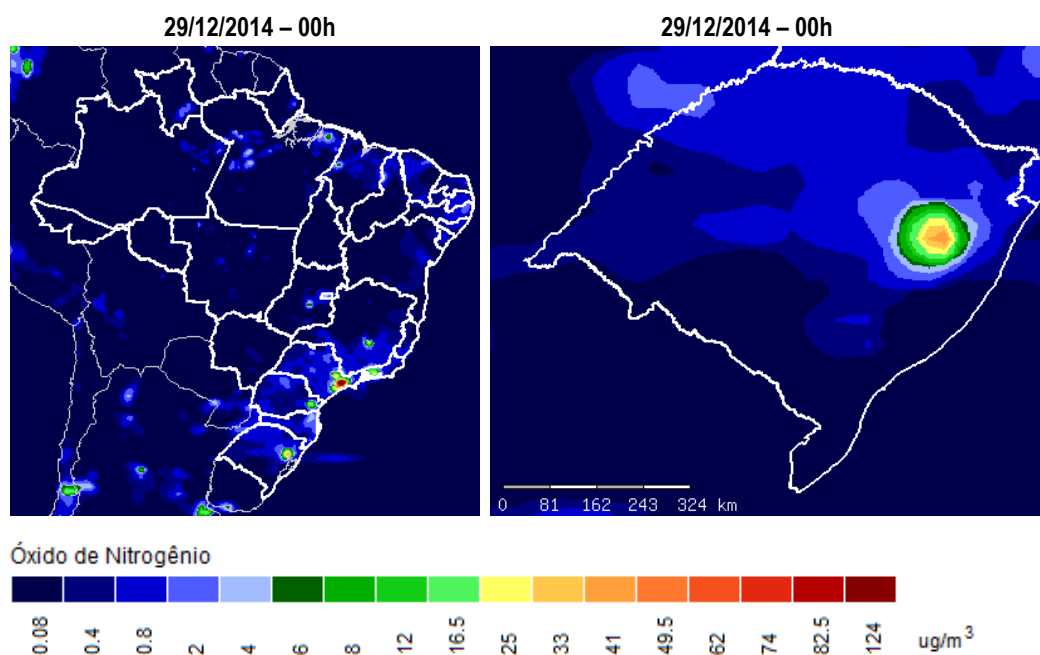 29/12/2014 – 00h
29/12/2014 – 00h
0 81 162 243 324 km
Óxido de Nitrogênio
0.08 0.4 0.8 2 4 6 8 12 16.5 25 33 41 49.5 62 74 82.5 124 ug/m³